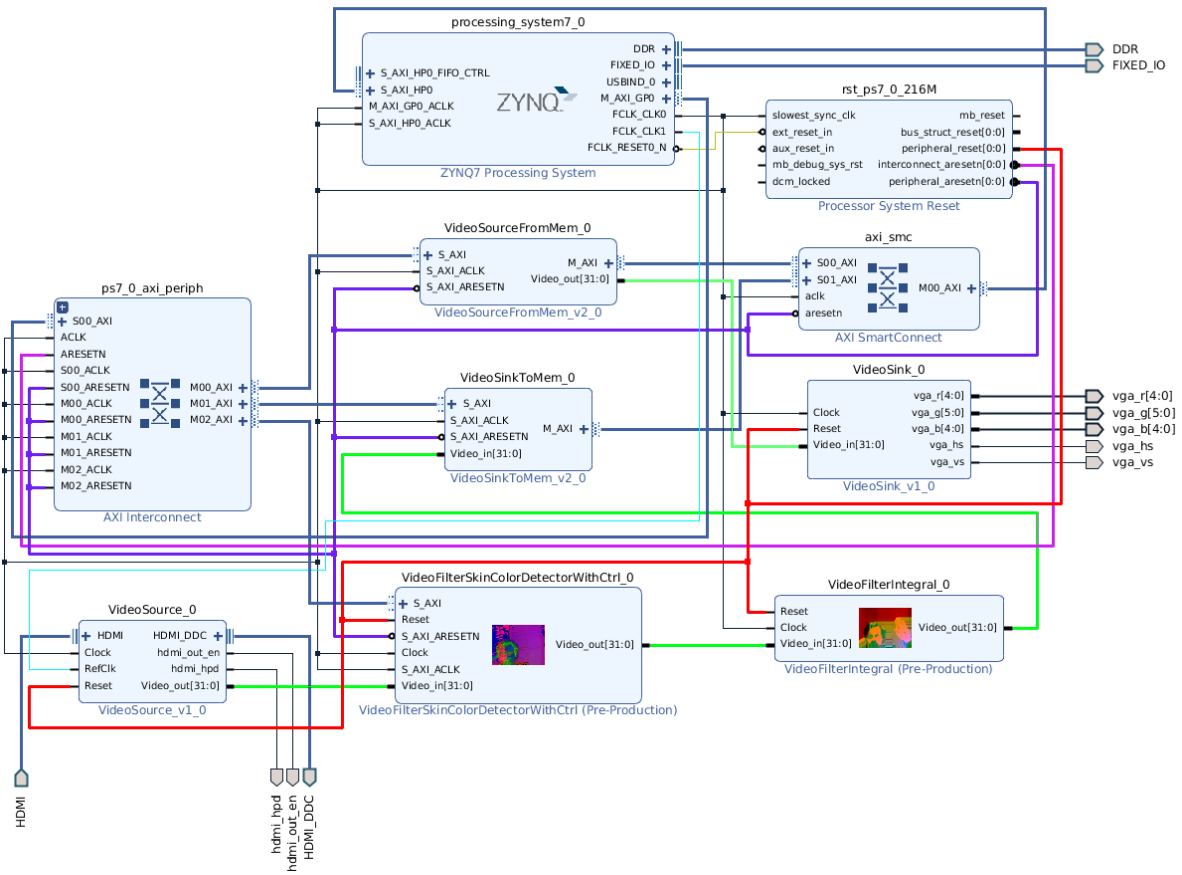 processing_system7_0
S_AXI_HP0_FIFO_CTRL
S_AXI_HP0
M_AXI_GP0_ACLK
S_AXI_HP0_ACLK
ZYNQ
DDR
FIXED_IO
USBIND_0
M_AXI_GP0
FCLK_CLK0
FCLK_CLK1
FCLK_RESET0_N
ZYNQ7 Processing System
DDR
FIXED_IO
rst_ps7_0_216M
slowest_sync_clk
ext_reset_in
aux_reset_in
mb_debug_sys_rst
dcm_locked
mb_reset
bus_struct_reset[0:0]
peripheral_reset[0:0]
interconnect_aresetn[0:0]
peripheral_aresetn[0:0]
Processor System Reset
VideoSourceFromMem_0
S_AXI
S_AXI_ACLK
S_AXI_ARESETN
M_AXI
Video_out[31:0]
VideoSourceFromMem_v2_0
axi_smc
S00_AXI
S01_AXI
aclk
aresetn
M00_AXI
AXI SmartConnect
ps7_0_axi_periph
S00_AXI
ACLK
ARESETN
S00_ACLK
S00_ARESETN
M00_ACLK
M00_ARESETN
M01_ACLK
M01_ARESETN
M02_ACLK
M02_ARESETN
M00_AXI
M01_AXI
M02_AXI
AXI Interconnect
VideoSinkToMem_0
S_AXI
S_AXI_ACLK
S_AXI_ARESETN
Video_in[31:0]
M_AXI
VideoSinkToMem_v2_0
VideoSink_0
Clock
Reset
Video_in[31:0]
vga_r[4:0]
vga_g[5:0]
vga_b[4:0]
vga_hs
vga_vs
VideoSink_v1_0
vga_r[4:0]
vga_g[5:0]
vga_b[4:0]
vga_hs
vga_vs
VideoSource_0
HDMI
Clock
RefClk
Reset
HDMI_DDC
hdmi_out_en
hdmi_hpd
Video_out[31:0]
VideoSource_v1_0
VideoFilterSkinColorDetectorWithCtrl_0
S_AXI
Reset
S_AXI_ARESETN
Clock
S_AXI_ACLK
Video_in[31:0]
Video_out[31:0]
VideoFilterSkinColorDetectorWithCtrl (Pre-Production)
VideoFilterIntegral_0
Reset
Clock
Video_in[31:0]
Video_out[31:0]
VideoFilterIntegral (Pre-Production)
HDMI
hdmi_hpd
hdmi_out_en
HDMI_DDC